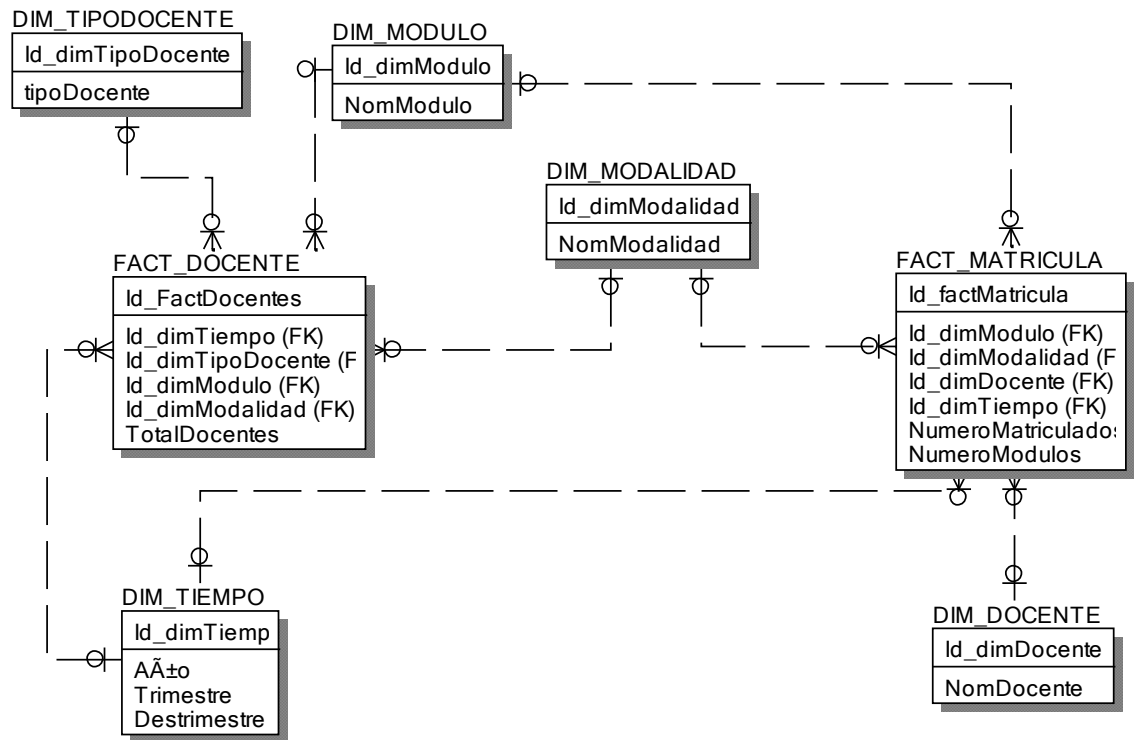 DIM_TIPODOCENTE
Id_dimTipoDocente
tipoDocente
DIM_MODULO
Id_dimModulo
NomModulo
DIM_MODALIDAD
Id_dimModalidad
NomModalidad
FACT_DOCENTE
Id_FactDocentes
Id_dimTiempo (FK)
Id_dimTipoDocente (F
Id_dimModulo (FK)
Id_dimModalidad (FK)
TotalDocentes
FACT_MATRICULA
Id_factMatricula
Id_dimModulo (FK)
Id_dimModalidad (F
Id_dimDocente (FK)
Id_dimTiempo (FK)
NumeroMatriculados
NumeroModulos
DIM_TIEMPO
Id_dimTiemp
AÃ±o
Trimestre
Destrimestre
DIM_DOCENTE
Id_dimDocente
NomDocente